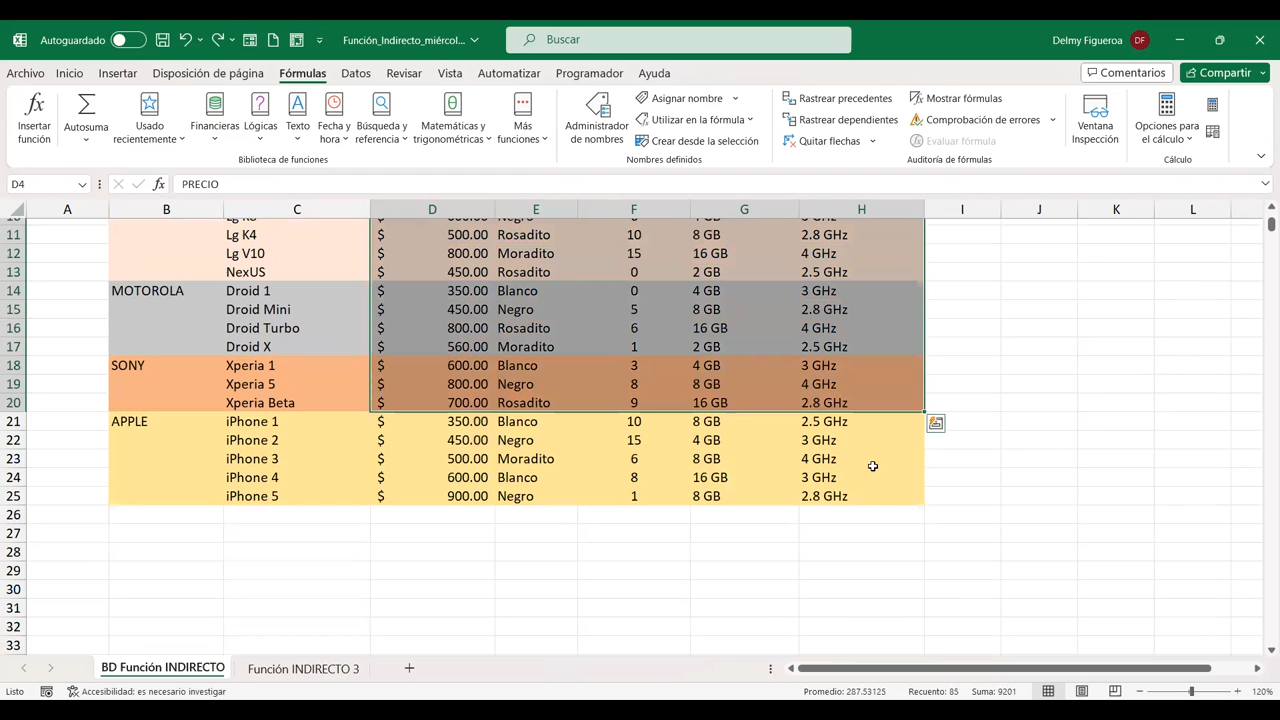 Autoguardado Función_Indirecto_miércol... Buscar Delmy Figueroa DF
Archivo Inicio Insertar Disposición de página Fórmulas Datos Revisar Vista Automatizar Programador Ayuda Comentarios Compartir
Insertar función Autosuma Usado recientemente Financieras Lógicas Texto Fecha y hora Búsqueda y referencia Matemáticas y trigonométricas Más funciones
Biblioteca de funciones
Administrador de nombres
Asignar nombre
Utilizar en la fórmula
Crear desde la selección
Nombres definidos
Rastrear precedentes Mostrar fórmulas
Rastrear dependientes Comprobación de errores
Quitar flechas Evaluar fórmula
Auditoría de fórmulas
Ventana Inspección
Opciones para el cálculo
Cálculo
D4 fx PRECIO
A B C D E F G H I J K L
11 Lg K4 $ 500.00 Rosadito 10 8 GB 2.8 GHz
12 Lg V10 $ 800.00 Moradito 15 16 GB 4 GHz
13 NexUS $ 450.00 Rosadito 0 2 GB 2.5 GHz
14 MOTOROLA Droid 1 $ 350.00 Blanco 0 4 GB 3 GHz
15 Droid Mini $ 450.00 Negro 5 8 GB 2.8 GHz
16 Droid Turbo $ 800.00 Rosadito 6 16 GB 4 GHz
17 Droid X $ 560.00 Moradito 1 2 GB 2.5 GHz
18 SONY Xperia 1 $ 600.00 Blanco 3 4 GB 3 GHz
19 Xperia 5 $ 800.00 Negro 8 8 GB 4 GHz
20 Xperia Beta $ 700.00 Rosadito 9 16 GB 2.8 GHz
21 APPLE iPhone 1 $ 350.00 Blanco 10 8 GB 2.5 GHz
22 iPhone 2 $ 450.00 Negro 15 4 GB 3 GHz
23 iPhone 3 $ 500.00 Moradito 6 8 GB 4 GHz
24 iPhone 4 $ 600.00 Blanco 8 16 GB 3 GHz
25 iPhone 5 $ 900.00 Negro 1 8 GB 2.8 GHz
26
27
28
29
30
31
32
33
BD Función INDIRECTO Función INDIRECTO 3
Listo Accesibilidad: es necesario investigar Promedio: 287.53125 Recuento: 85 Suma: 9201 120%